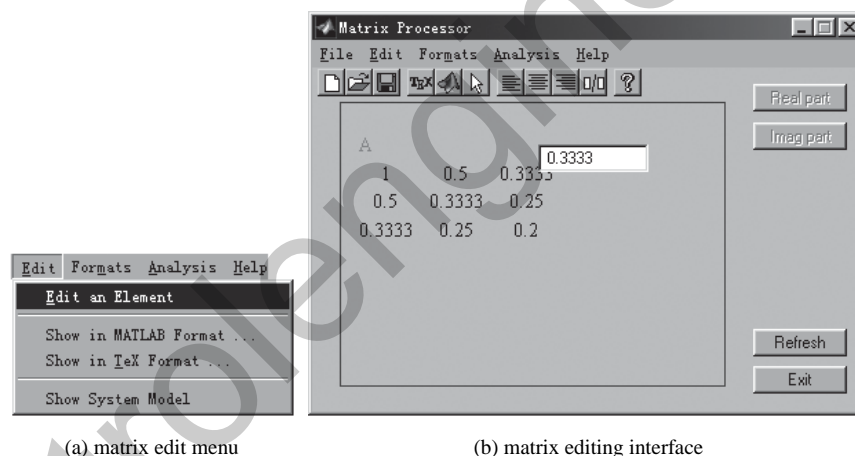 Matrix Processor
File Edit Formats Analysis Help
TEX
Real part
Imag part
A
0.3333
1 0.5 0.3333
0.5 0.3333 0.25
0.3333 0.25 0.2
Refresh
Exit
Edit Formats Analysis Help
Edit an Element
Show in MATLAB Format ...
Show in TeX Format ...
Show System Model
(a) matrix edit menu
(b) matrix editing interface